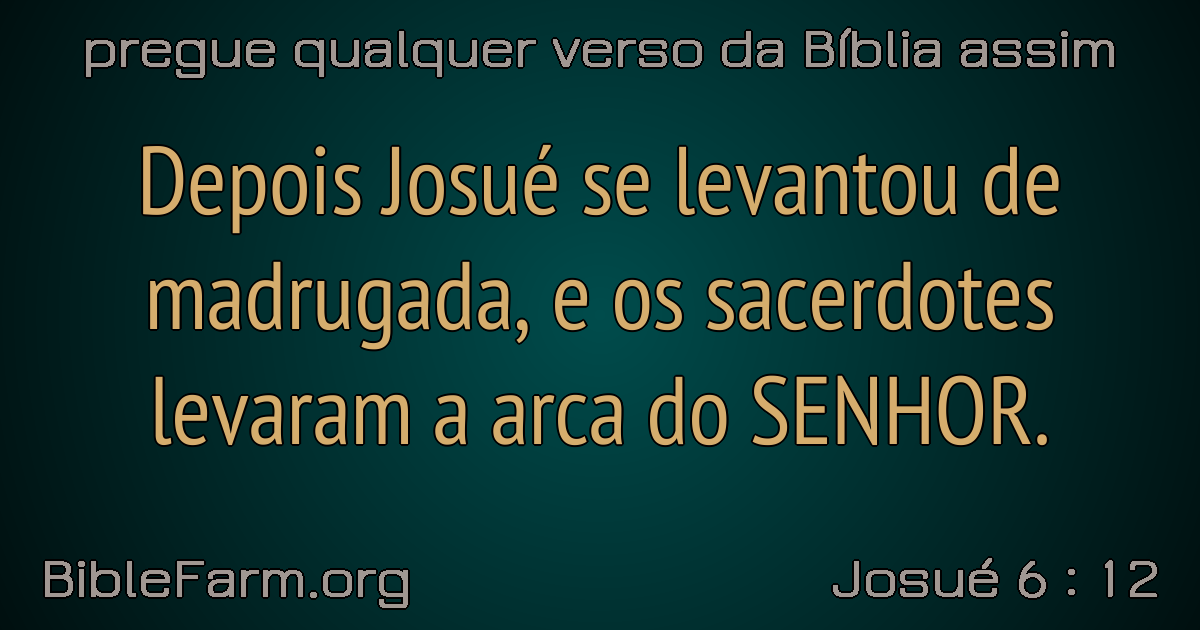 pregue qualquer verso da Bíblia assim
Depois Josué se levantou de
madrugada, e os sacerdotes
levaram a arca do SENHOR.
BibleFarm.org
Josué 6 : 12